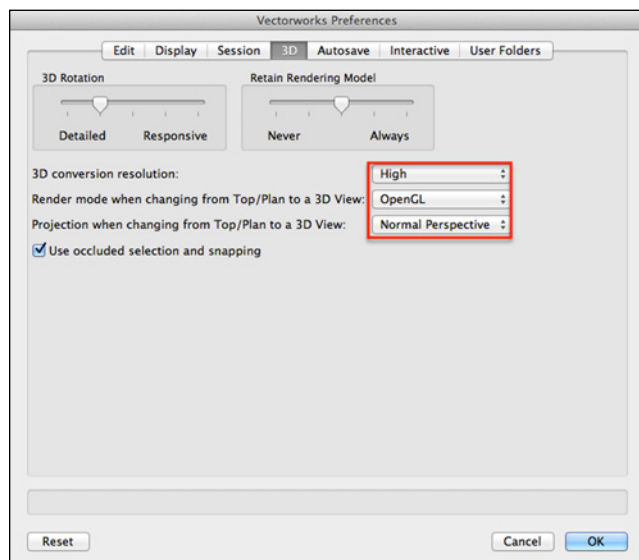 Vectorworks Preferences
Edit Display Session 3D Autosave Interactive User Folders
3D Rotation Retain Rendering Model
Detailed Responsive Never Always
3D conversion resolution: High
Render mode when changing from Top/Plan to a 3D View: OpenGL
Projection when changing from Top/Plan to a 3D View: Normal Perspective
Use occluded selection and snapping
Reset Cancel OK